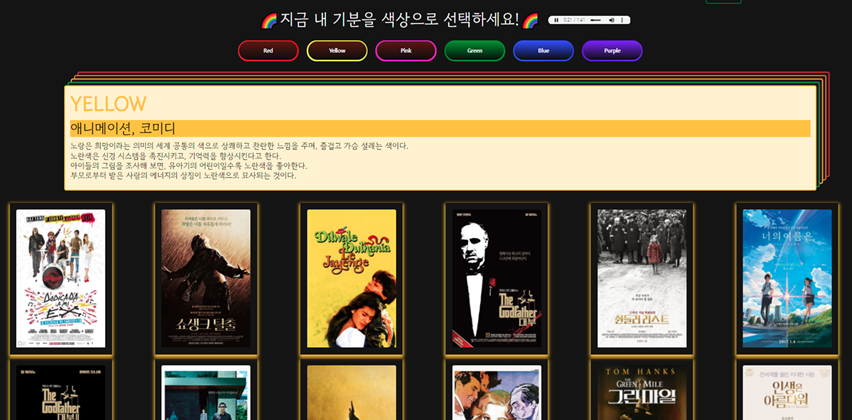 🌈지금 내 기분을 색상으로 선택하세요!🌈
Red
Yellow
Pink
Green
Blue
Purple
YELLOW
애니메이션, 코미디
노랑은 희망이라는 의미의 세계 공통의 색으로 상쾌하고 찬란한 느낌을 주며, 즐겁고 가슴 설레는 색이다.
노란색은 신경 시스템을 촉진시키고, 기억력을 향상시킨다고 한다.
아이들의 그림을 조사해 보면, 유아기의 어린이일수록 노란색을 좋아한다.
부모로부터 받은 사랑의 에너지의 상징이 노란색으로 묘사되는 것이다.
DEDICADA A MI EX
쇼생크 탈출
Dilwale Dulhania Le Jayenge
The Godfather
대부
쉰들러 리스트
너의 이름은.
The Godfather
TOM HANKS
THE GREEN MILE
그린 마일
인생은
아름다워